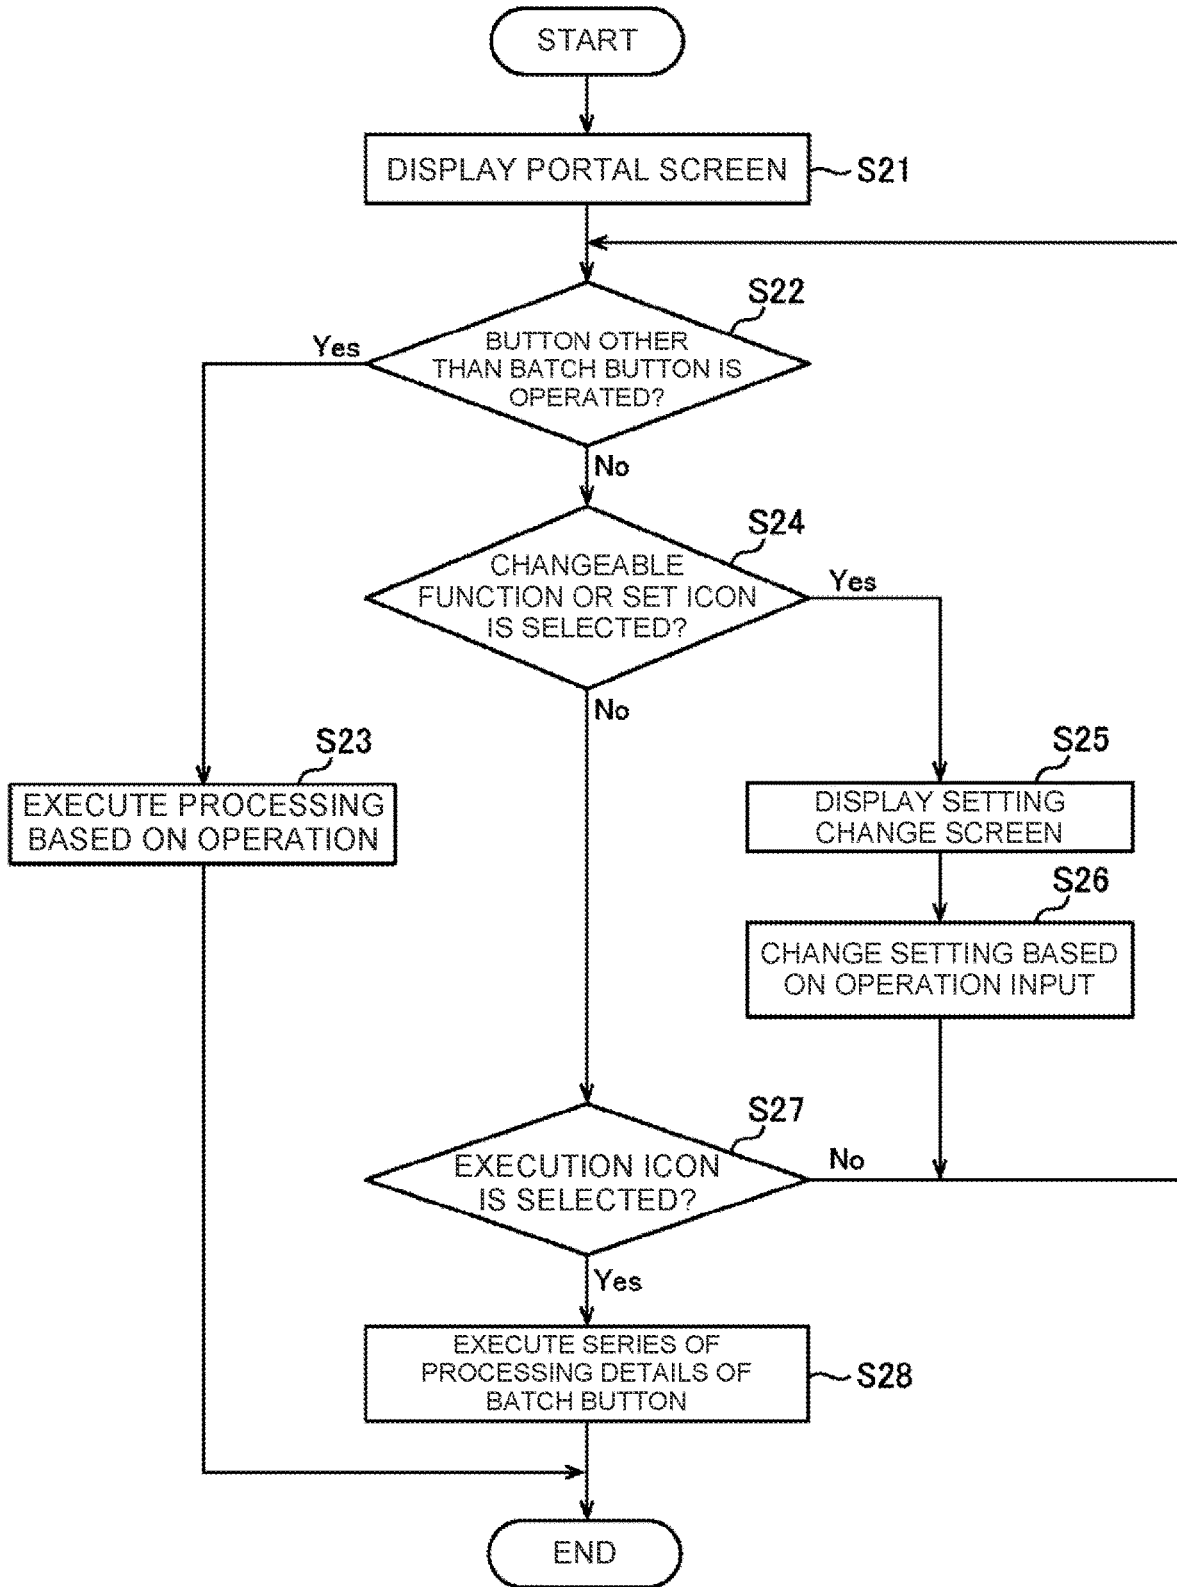 START
DISPLAY PORTAL SCREEN
S21
S22
BUTTON OTHER
THAN BATCH BUTTON IS
OPERATED?
Yes
No
S24
CHANGEABLE
FUNCTION OR SET ICON
IS SELECTED?
Yes
No
S23
EXECUTE PROCESSING
BASED ON OPERATION
S25
DISPLAY SETTING
CHANGE SCREEN
S26
CHANGE SETTING BASED
ON OPERATION INPUT
S27
EXECUTION ICON
IS SELECTED?
No
Yes
EXECUTE SERIES OF
PROCESSING DETAILS OF
BATCH BUTTON
S28
END